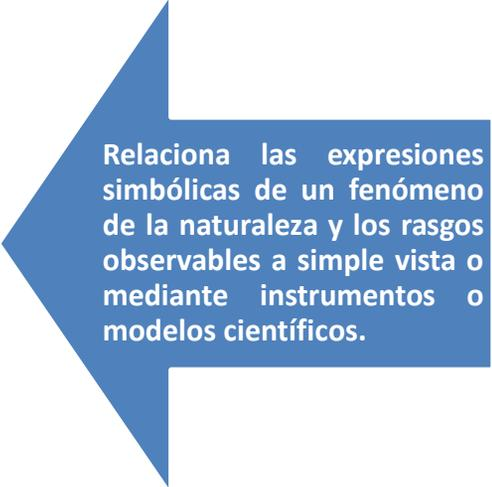 Relaciona las expresiones
simbólicas de un fenómeno
de la naturaleza y los rasgos
observables a simple vista o
mediante instrumentos o
modelos científicos.